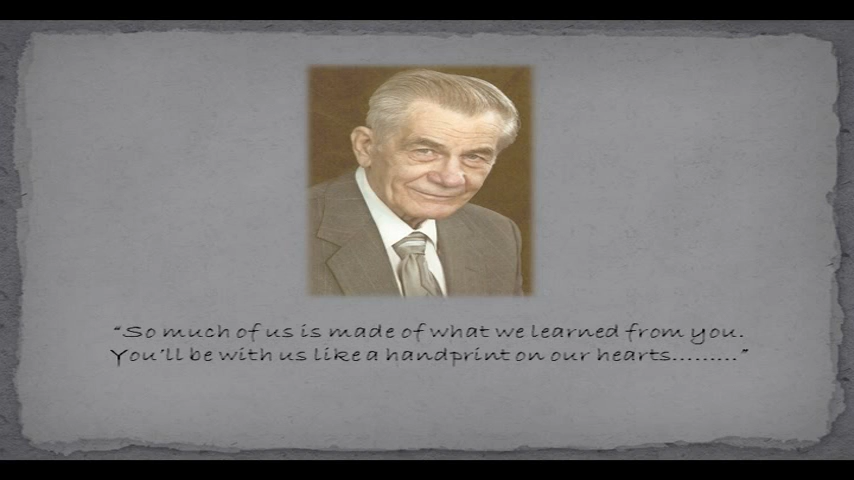 “So much of us is made of what we learned from you.
You’ll be with us like a handprint on our hearts.........”